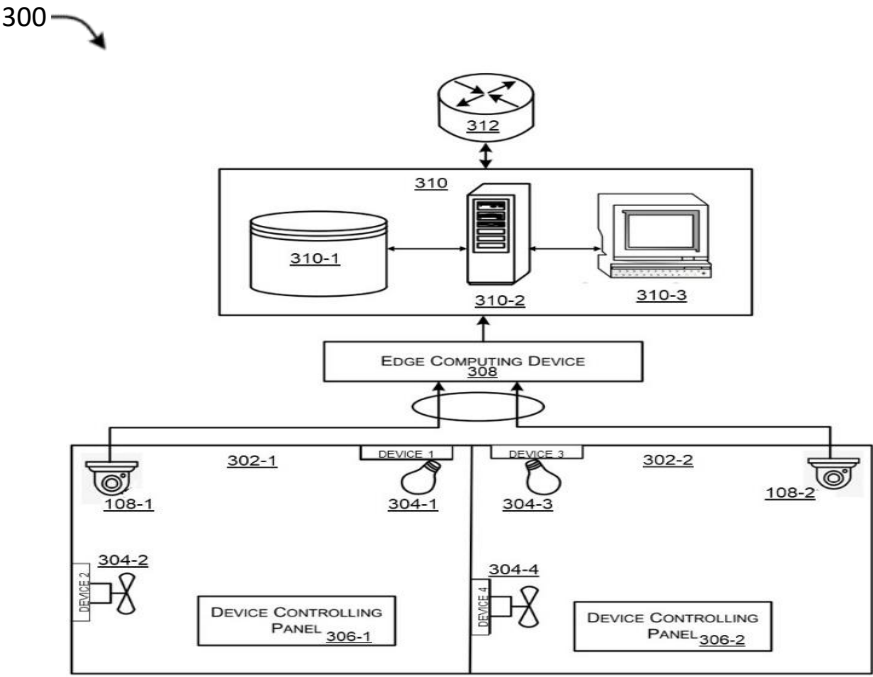 300
312
310
310-1
310-2
310-3
EDGE COMPUTING DEVICE
308
302-1
DEVICE 1
DEVICE 3
302-2
108-1
304-1
304-3
108-2
304-2
DEVICE 2
304-4
DEVICE 4
DEVICE CONTROLLING
PANEL 306-1
DEVICE CONTROLLING
PANEL 306-2